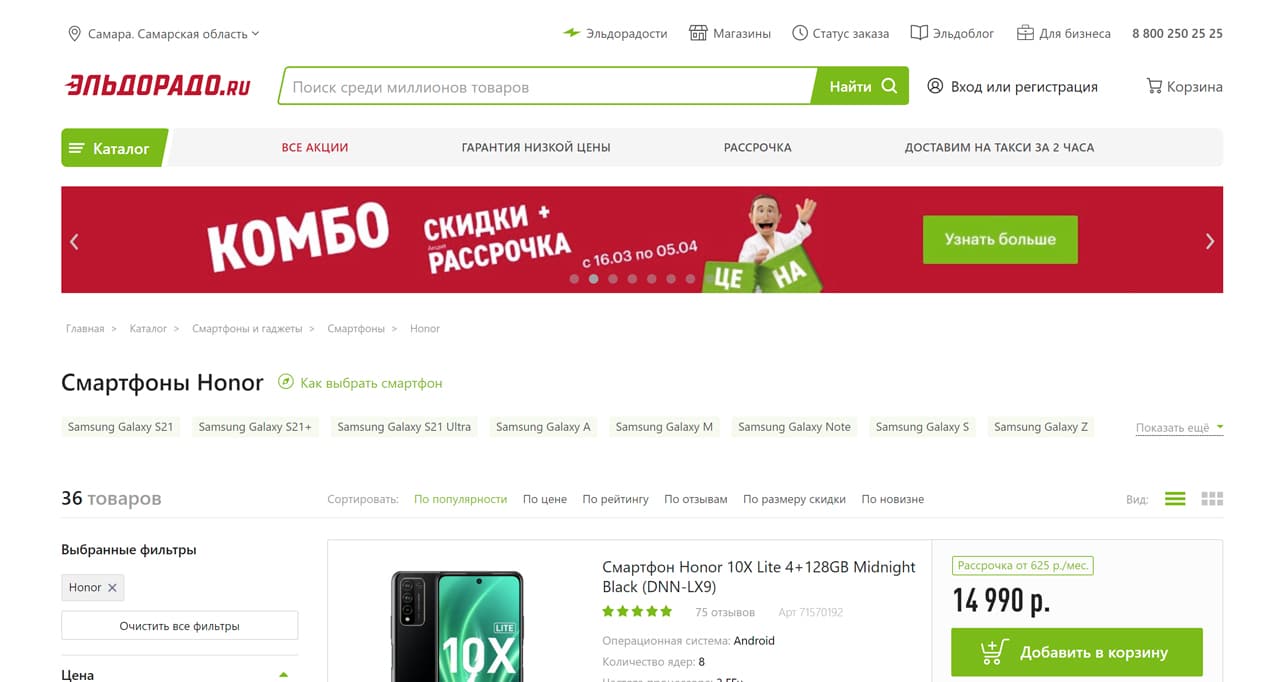 Самара. Самарская область
Эльдорадости
Магазины
Статус заказа
Эльдоблог
Для бизнеса
8 800 250 25 25
ЭЛЬДОРАДО.RU
Поиск среди миллионов товаров
Найти
Вход или регистрация
Корзина
Каталог
ВСЕ АКЦИИ
ГАРАНТИЯ НИЗКОЙ ЦЕНЫ
РАССРОЧКА
ДОСТАВИМ НА ТАКСИ ЗА 2 ЧАСА
КОМБО
СКИДКИ +
Акция
РАССРОЧКА
с 16.03 по 05.04
ЦЕ НА
Узнать больше
Главная > Каталог > Смартфоны и гаджеты > Смартфоны > Honor
Смартфоны Honor
Как выбрать смартфон
Samsung Galaxy S21
Samsung Galaxy S21+
Samsung Galaxy S21 Ultra
Samsung Galaxy A
Samsung Galaxy M
Samsung Galaxy Note
Samsung Galaxy S
Samsung Galaxy Z
Показать ещё
36 товаров
Сортировать: По популярности По цене По рейтингу По отзывам По размеру скидки По новизне
Вид:
Выбранные фильтры
Honor
Очистить все фильтры
Цена
LITE
10X
Смартфон Honor 10X Lite 4+128GB Midnight
Black (DNN-LX9)
75 отзывов
Арт 71570192
Операционная система: Android
Количество ядер: 8
Рассрочка от 625 р./мес.
14 990 р.
Добавить в корзину